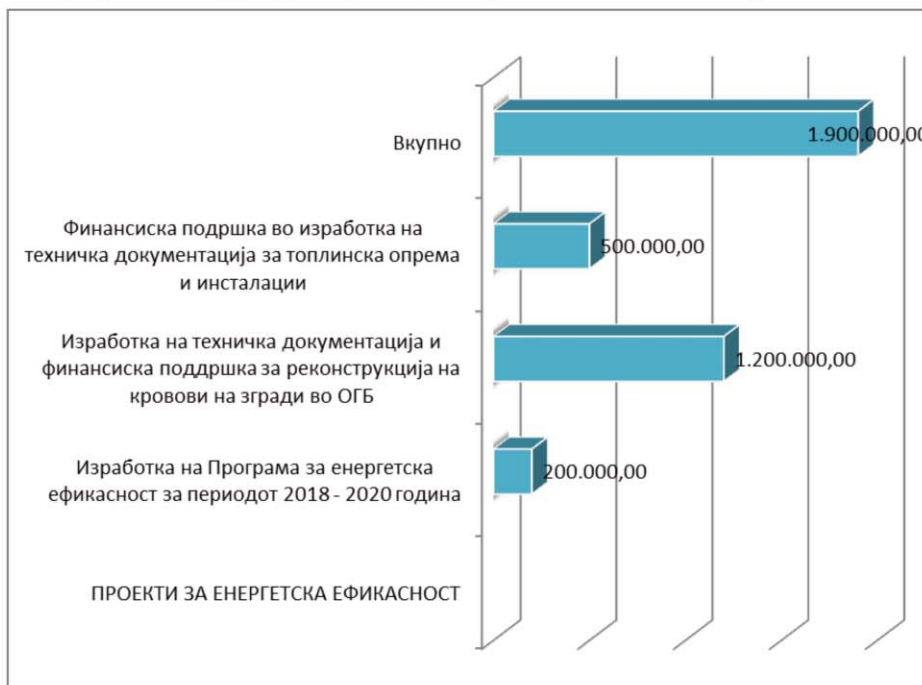 Вкупно
1.900.000,00
Финансиска подршка во изработка на
техничка документација за топлинска опрема
и инсталации
500.000,00
Изработка на техничка документација и
финансиска поддршка за реконструкција на
кровови на згради во ОГБ
1.200.000,00
Изработка на Програма за енергетска
ефикасност за периодот 2018 - 2020 година
200.000,00
ПРОЕКТИ ЗА ЕНЕРГЕТСКА ЕФИКАСНОСТ